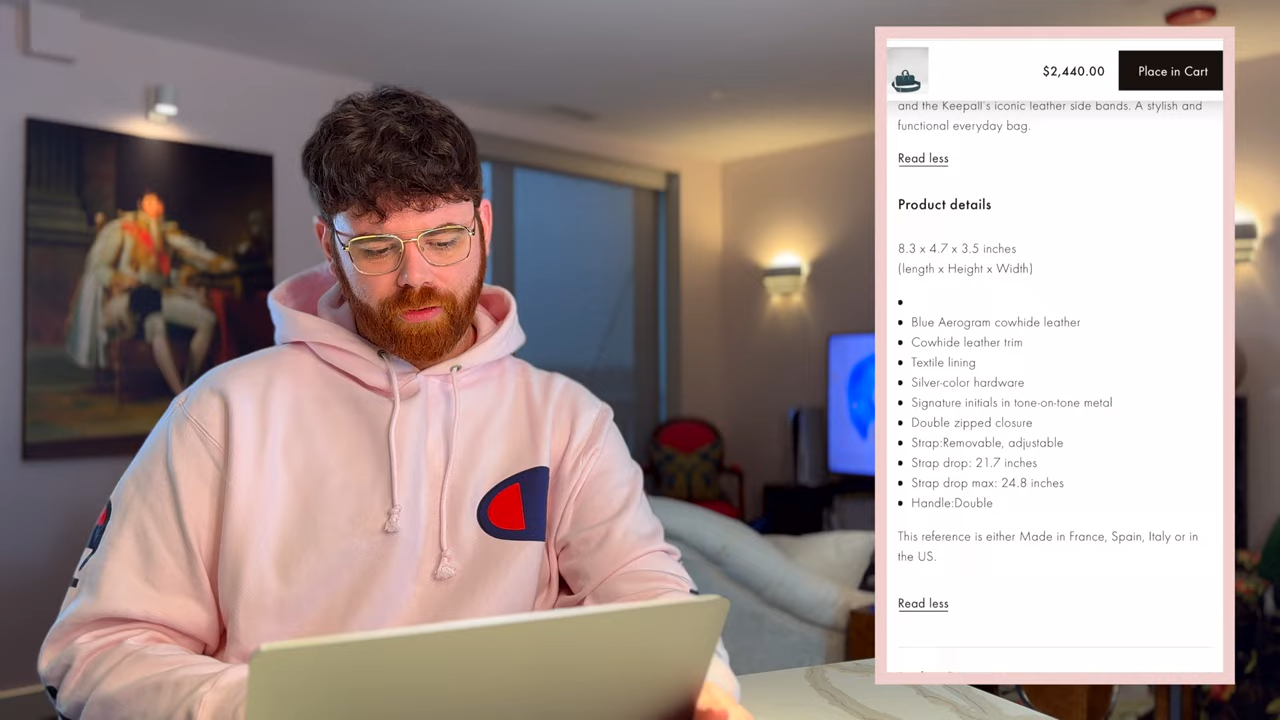 $2,440.00
Place in Cart
and the Keepall's iconic leather side bands. A stylish and
functional everyday bag.
Read less
Product details
8.3 x 4.7 x 3.5 inches
(length x Height x Width)
Blue Aerogram cowhide leather
Cowhide leather trim
Textile lining
Silver-color hardware
Signature initials in tone-on-tone metal
Double zipped closure
Strap:Removable, adjustable
Strap drop: 21.7 inches
Strap drop max: 24.8 inches
Handle:Double
This reference is either Made in France, Spain, Italy or in
the US.
Read less